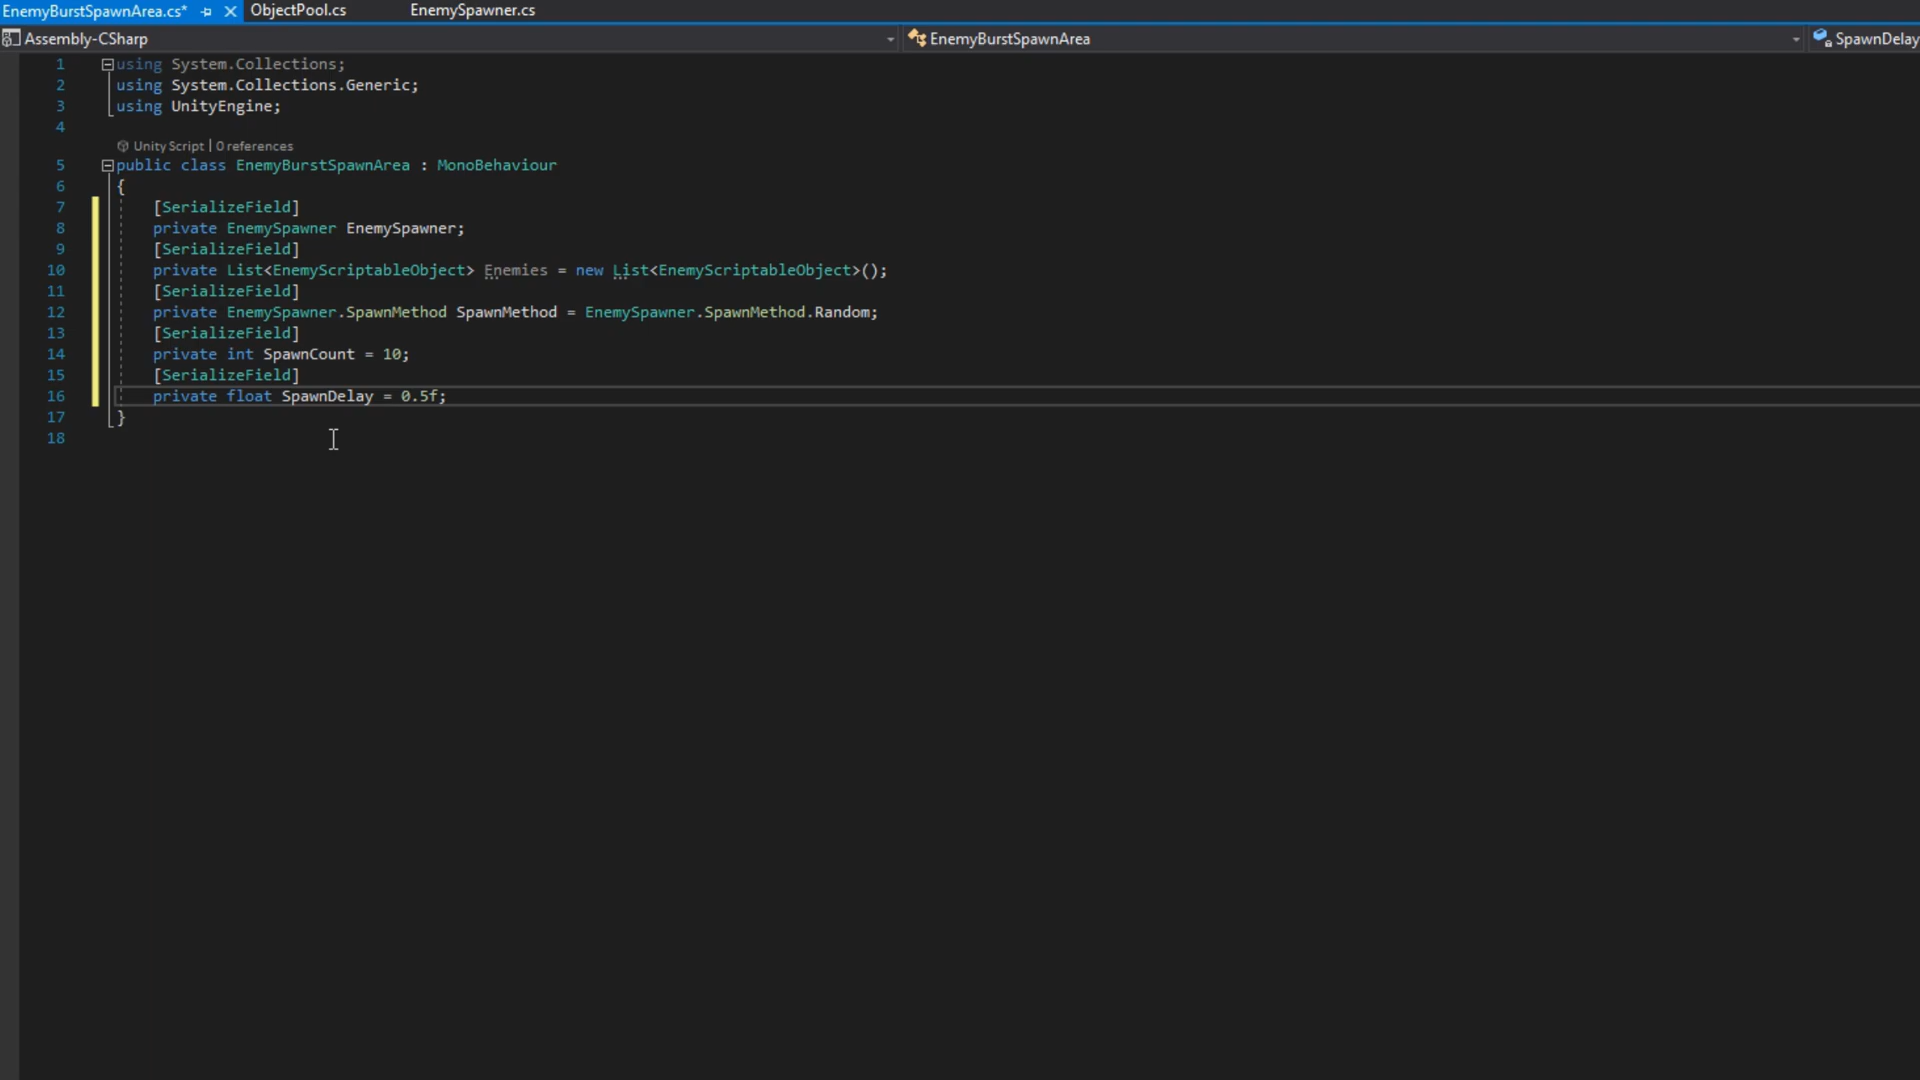 EnemyBurstSpawnArea.cs* ObjectPool.cs EnemySpawner.cs
Assembly-CSharp EnemyBurstSpawnArea SpawnDelay
1 using System.Collections;
2 using System.Collections.Generic;
3 using UnityEngine;
4
Unity Script | 0 references
5 public class EnemyBurstSpawnArea : MonoBehaviour
6 {
7 [SerializeField]
8 private EnemySpawner EnemySpawner;
9 [SerializeField]
10 private List<EnemyScriptableObject> Enemies = new List<EnemyScriptableObject>();
11 [SerializeField]
12 private EnemySpawner.SpawnMethod SpawnMethod = EnemySpawner.SpawnMethod.Random;
13 [SerializeField]
14 private int SpawnCount = 10;
15 [SerializeField]
16 private float SpawnDelay = 0.5f;
17 }
18